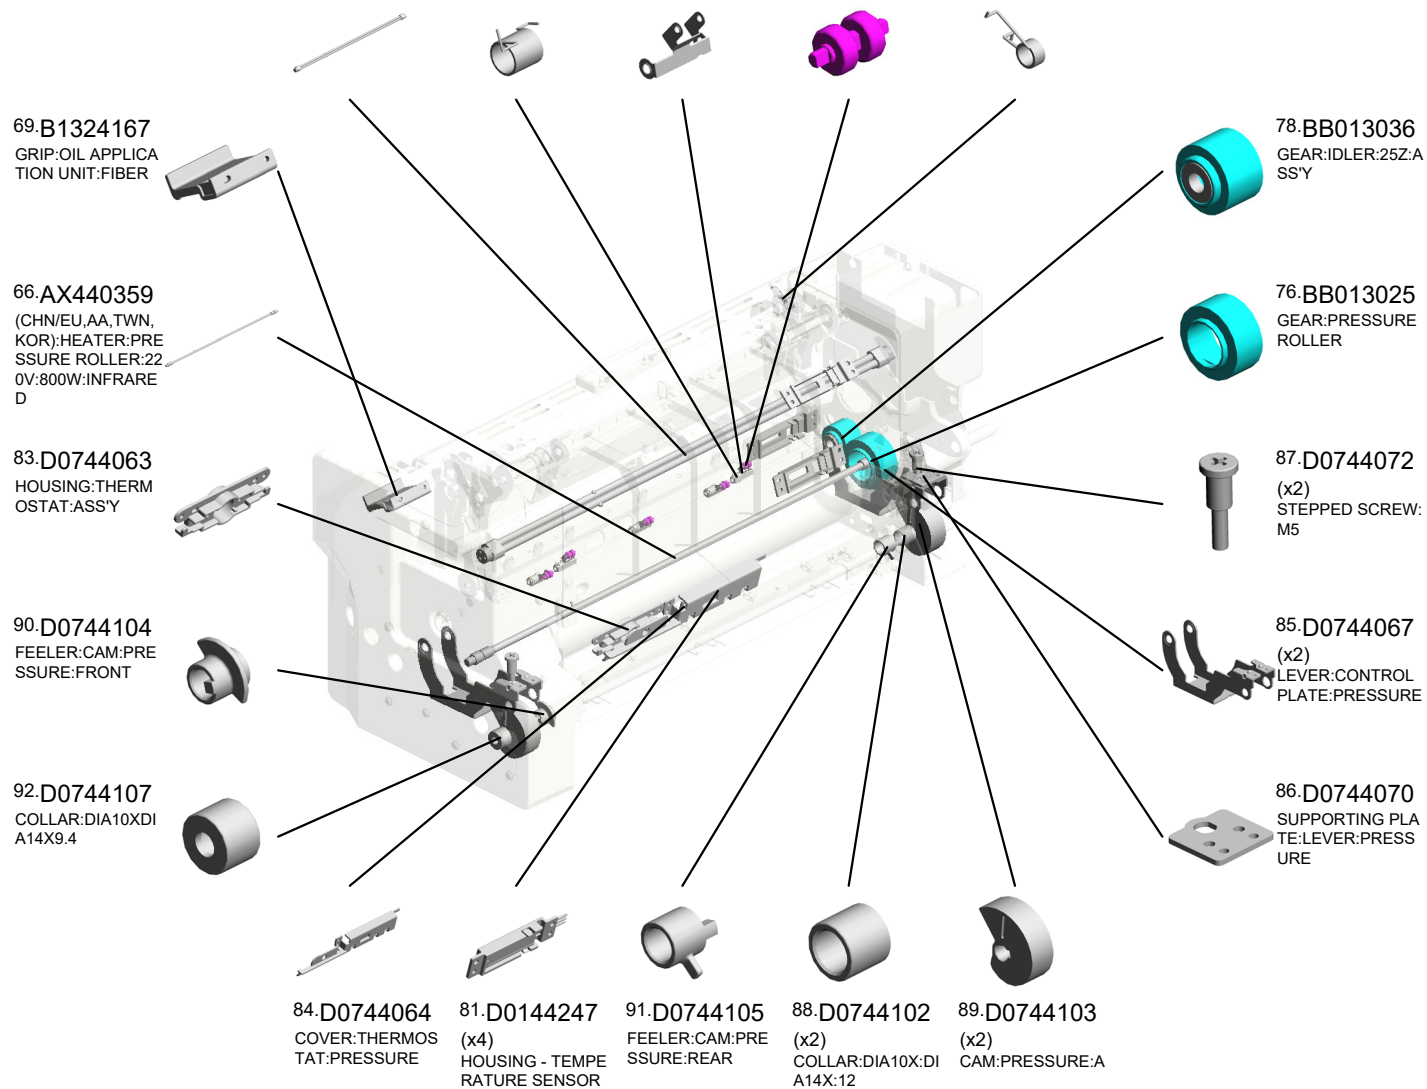 69.B1324167
GRIP:OIL APPLICA
TION UNIT:FIBER
66.AX440359
(CHN/EU,AA,TWN,
KOR):HEATER:PRE
SSURE ROLLER:22
0V:800W:INFRARE
D
83.D0744063
HOUSING:THERM
OSTAT:ASS'Y
90.D0744104
FEELER:CAM:PRE
SSURE:FRONT
92.D0744107
COLLAR:DIA10XDI
A14X9.4
78.BB013036
GEAR:IDLER:25Z:A
SS'Y
76.BB013025
GEAR:PRESSURE
ROLLER
87.D0744072
(x2)
STEPPED SCREW:
M5
85.D0744067
(x2)
LEVER:CONTROL
PLATE:PRESSURE
86.D0744070
SUPPORTING PLA
TE:LEVER:PRESS
URE
84.D0744064
COVER:THERMOS
TAT:PRESSURE
81.D0144247
(x4)
HOUSING - TEMPE
RATURE SENSOR
91.D0744105
FEELER:CAM:PRE
SSURE:REAR
88.D0744102
(x2)
COLLAR:DIA10X:DI
A14X:12
89.D0744103
(x2)
CAM:PRESSURE:A